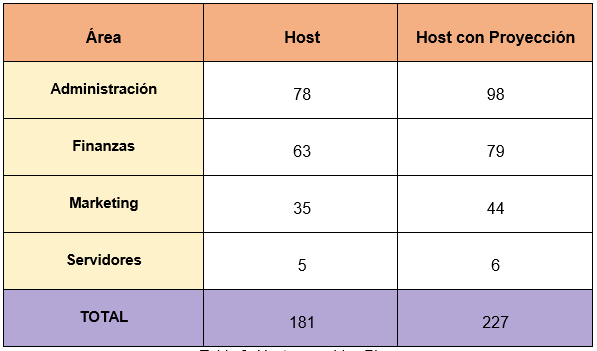 Área Host Host con Proyección
Administración 78 98
Finanzas 63 79
Marketing 35 44
Servidores 5 6
TOTAL 181 227